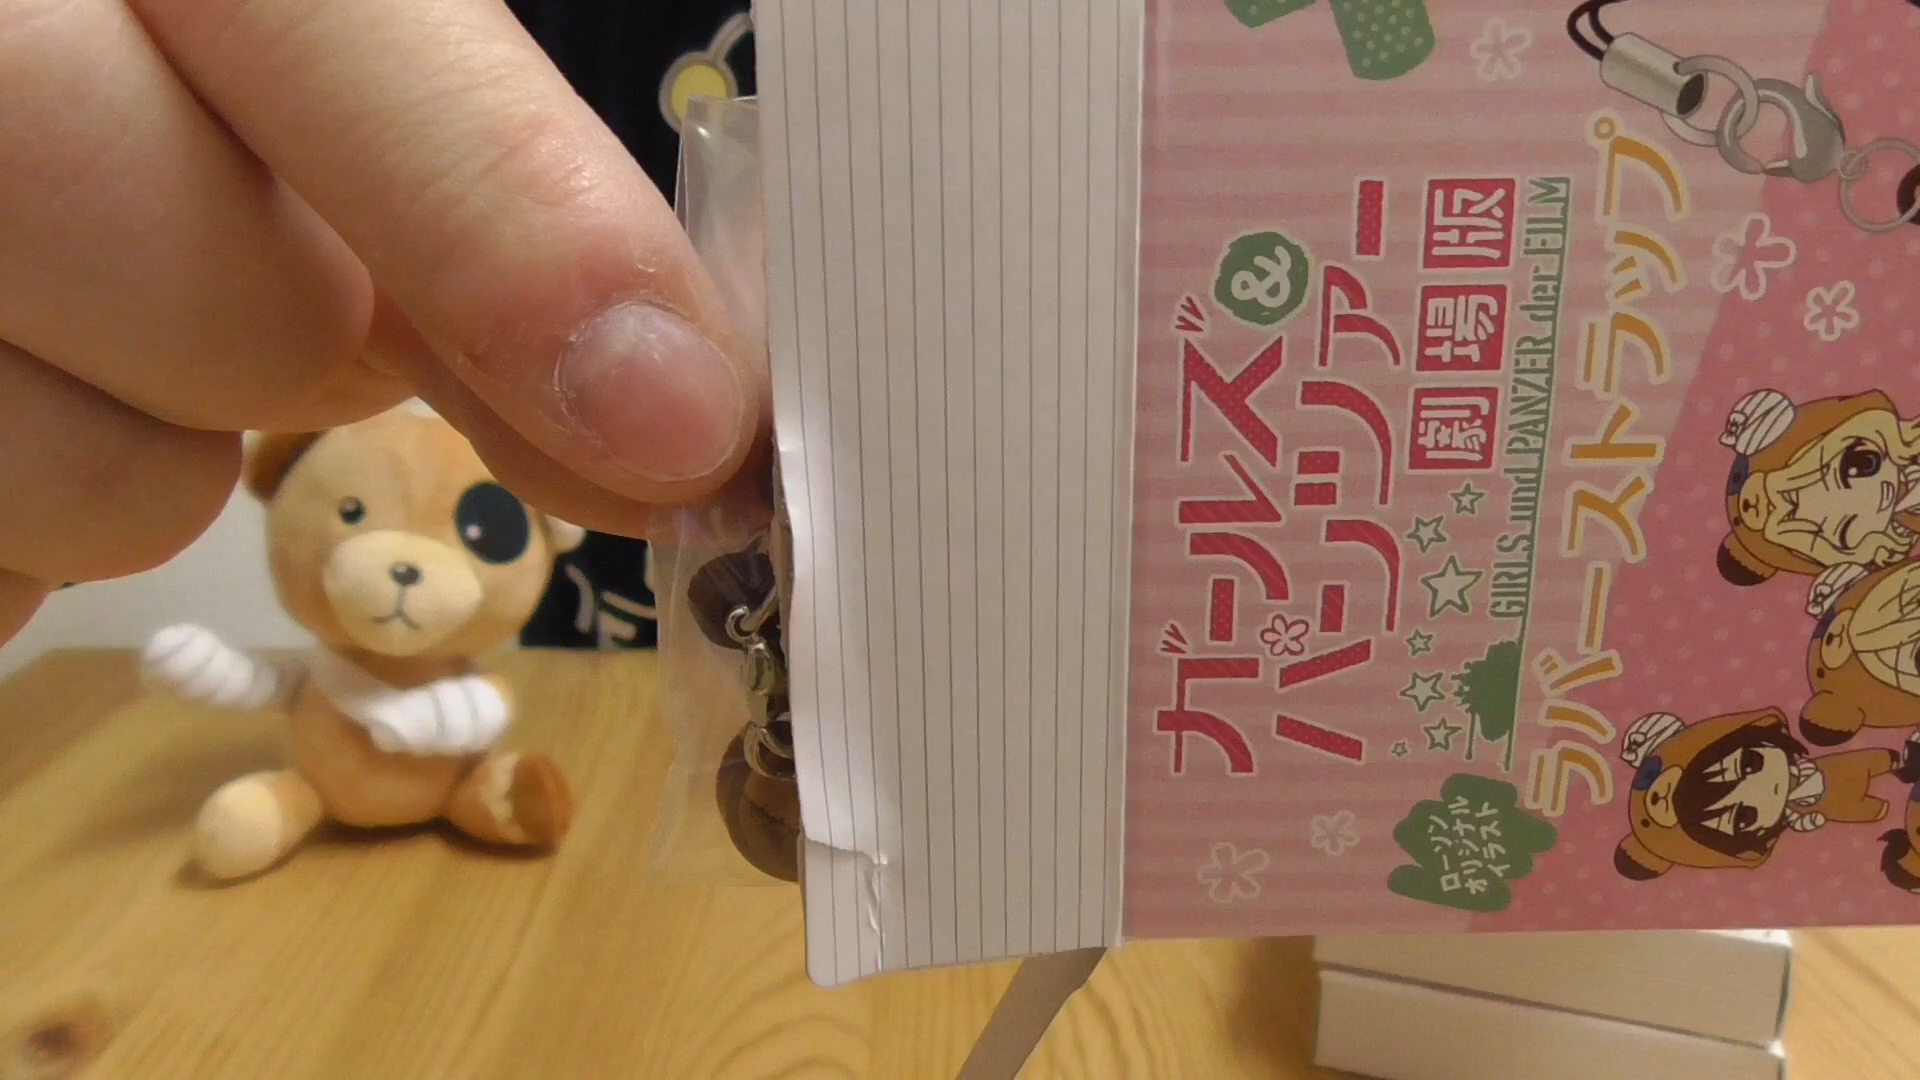 ガールズ&
パンツァー
劇場版
GIRLS und PANZER der FILM
ラバーストラップ
ローソン
オリジナル
イラスト